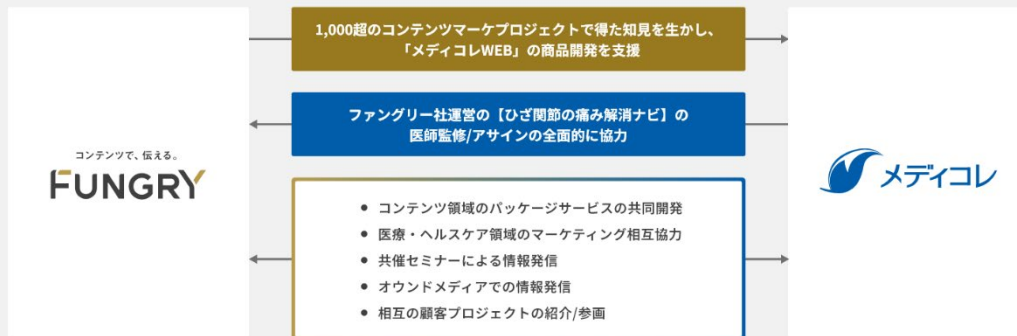 1,000超のコンテンツマーケプロジェクトで得た知見を生かし、
「メディコレWEB」の商品開発を支援
ファングリー社運営の【ひざ関節の痛み解消ナビ】の
医師監修/アサインの全面的に協力
コンテンツで、伝える。
FUNGRY
メディコレ
• コンテンツ領域のパッケージサービスの共同開発
• 医療・ヘルスケア領域のマーケティング相互協力
• 共催セミナーによる情報発信
• オウンドメディアでの情報発信
• 相互の顧客プロジェクトの紹介/参画